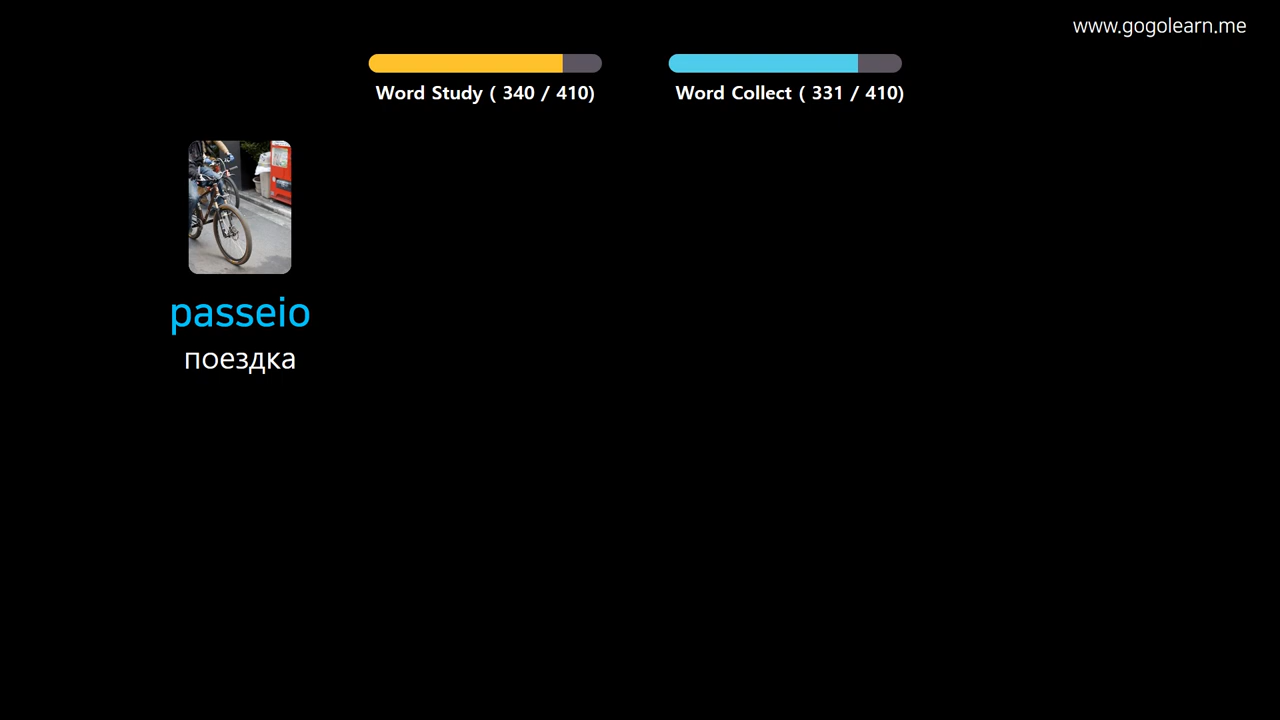 www.gogolearn.me
Word Study ( 340 / 410)
Word Collect ( 331 / 410)
passeio
поездка